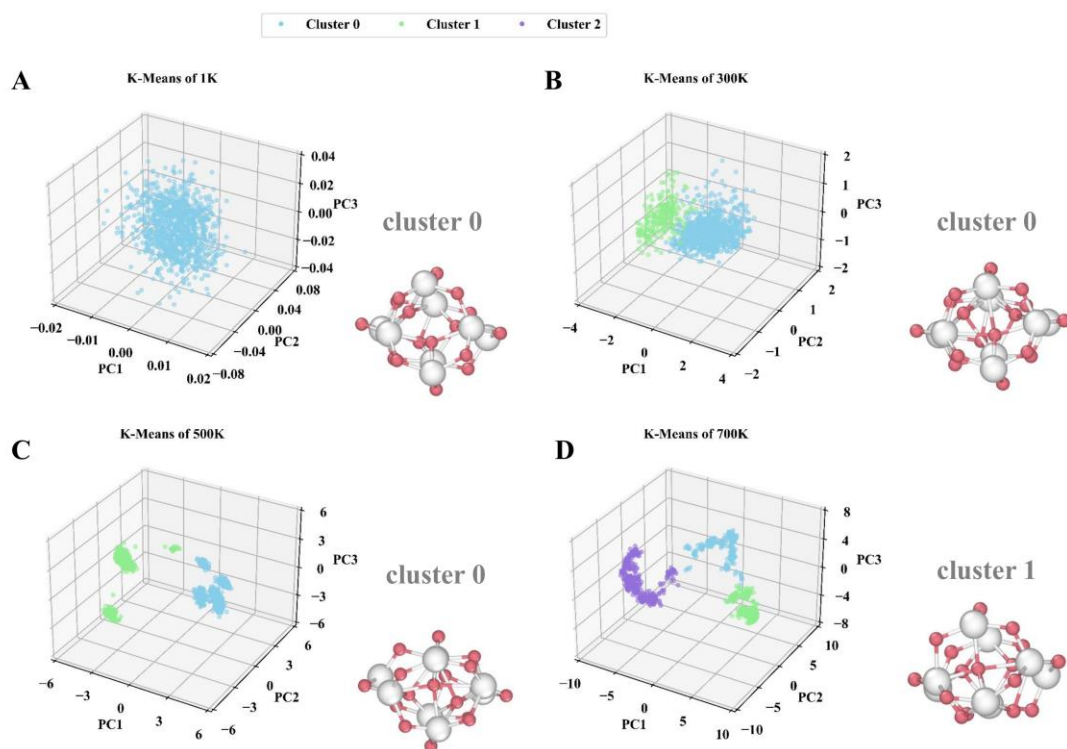 Cluster 0 Cluster 1 Cluster 2
A
K-Means of 1K
0.04
0.02
0.00
−0.02
−0.04
PC3
0.08
0.04
0.00
−0.04
−0.08
PC2
−0.02
−0.01
0.00
0.01
0.02
PC1
cluster 0
B
K-Means of 300K
2
1
0
−1
−2
PC3
2
1
0
−1
−2
PC2
−4
−2
0
2
4
PC1
cluster 0
C
K-Means of 500K
6
3
0
−3
−6
PC3
6
3
0
−3
−6
PC2
−6
−3
0
3
6
PC1
cluster 0
D
K-Means of 700K
8
4
0
−4
−8
PC3
10
5
0
−5
−10
PC2
−10
−5
0
5
10
PC1
cluster 1